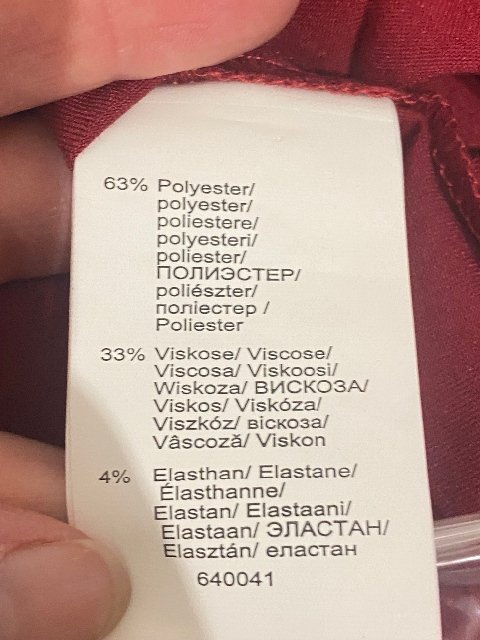 63% Polyester/
polyester/
poliestere/
polyesteri/
poliester/
ПОЛИЭСТЕР/
poliészter/
поліестер /
Poliester
33% Viskose/ Viscose/
Viscosa/ Viskoosi/
Wiskoza/ ВИСКОЗА/
Viskos/ Viskóza/
Viszkóz/ віскоза/
Vâscoză/ Viskon
4% Elasthan/ Elastane/
Élasthanne/
Elastan/ Elastaani/
Elastaan/ ЭЛАСТАН/
Elasztán/ еластан
640041